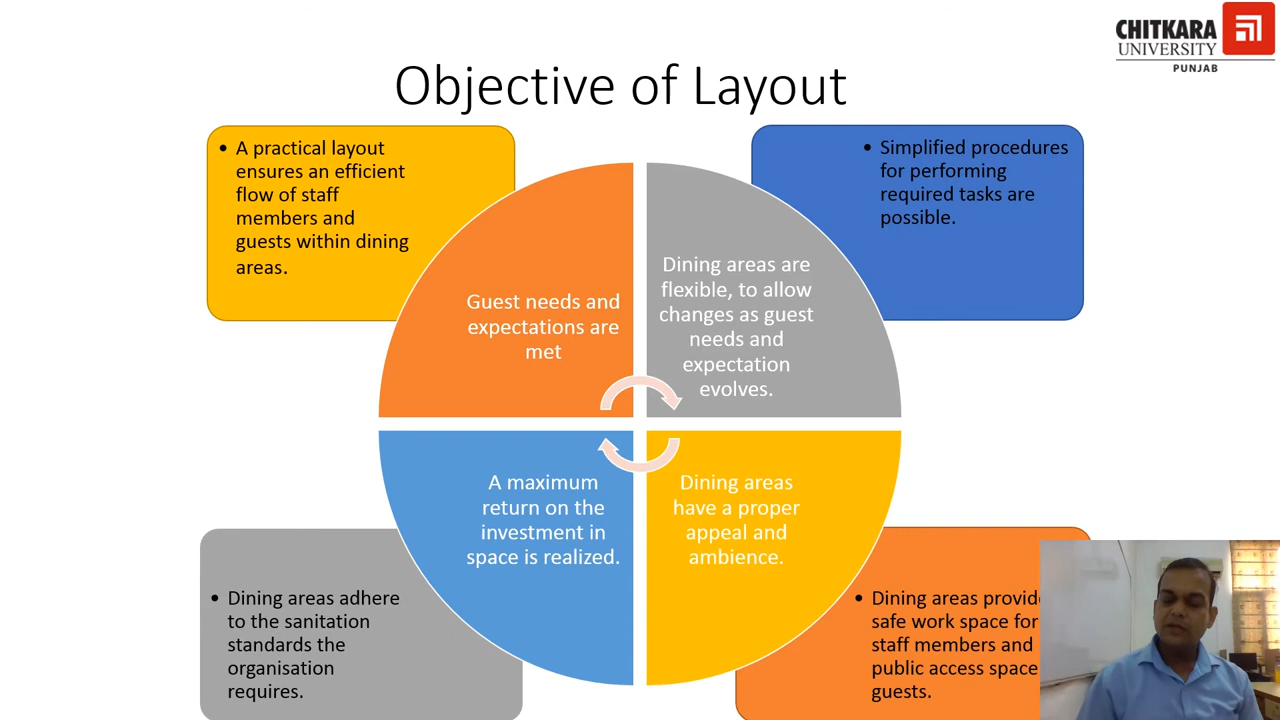 CHITKARA
UNIVERSITY
PUNJAB
Objective of Layout
• A practical layout
ensures an efficient
flow of staff
members and
guests within dining
areas.
• Simplified procedures
for performing
required tasks are
possible.
Guest needs and
expectations are
met
Dining areas are
flexible, to allow
changes as guest
needs and
expectation
evolves.
A maximum
return on the
investment in
space is realized.
Dining areas
have a proper
appeal and
ambience.
• Dining areas adhere
to the sanitation
standards the
organisation
requires.
• Dining areas
safe work space for
staff members and
public access space
guests.